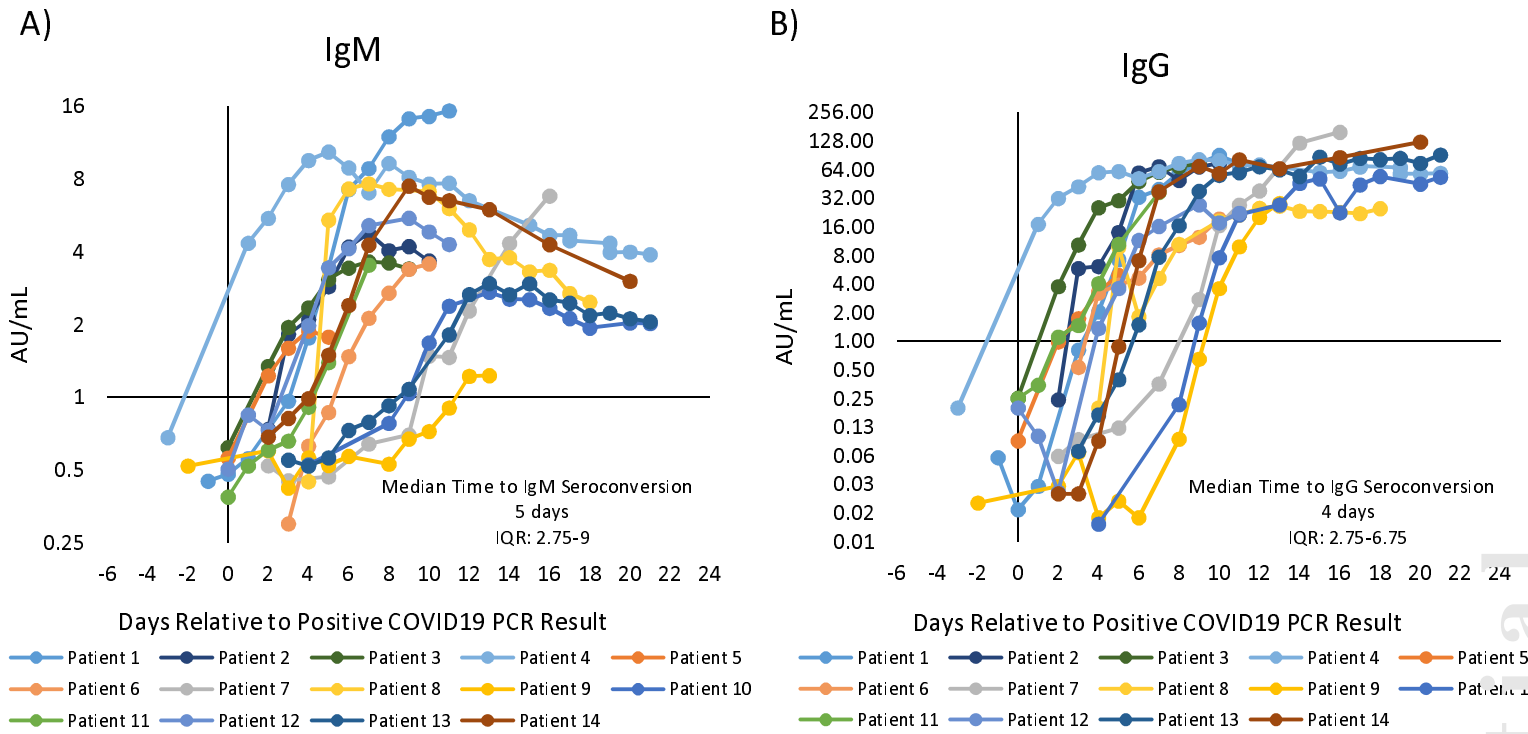 A)
IgM
16
8
4
2
1
0.5
0.25
AU/mL
Median Time to IgM Seroconversion
5 days
IQR: 2.75-9
-6 -4 -2 0 2 4 6 8 10 12 14 16 18 20 22 24
Days Relative to Positive COVID19 PCR Result
Patient 1 Patient 2 Patient 3 Patient 4 Patient 5
Patient 6 Patient 7 Patient 8 Patient 9 Patient 10
Patient 11 Patient 12 Patient 13 Patient 14
B)
IgG
256.00
128.00
64.00
32.00
16.00
8.00
4.00
2.00
1.00
0.50
0.25
0.13
0.06
0.03
0.02
0.01
AU/mL
Median Time to IgG Seroconversion
4 days
IQR: 2.75-6.75
-6 -4 -2 0 2 4 6 8 10 12 14 16 18 20 22 24
Days Relative to Positive COVID19 PCR Result
Patient 1 Patient 2 Patient 3 Patient 4 Patient 5
Patient 6 Patient 7 Patient 8 Patient 9 Patient 1
Patient 11 Patient 12 Patient 13 Patient 14